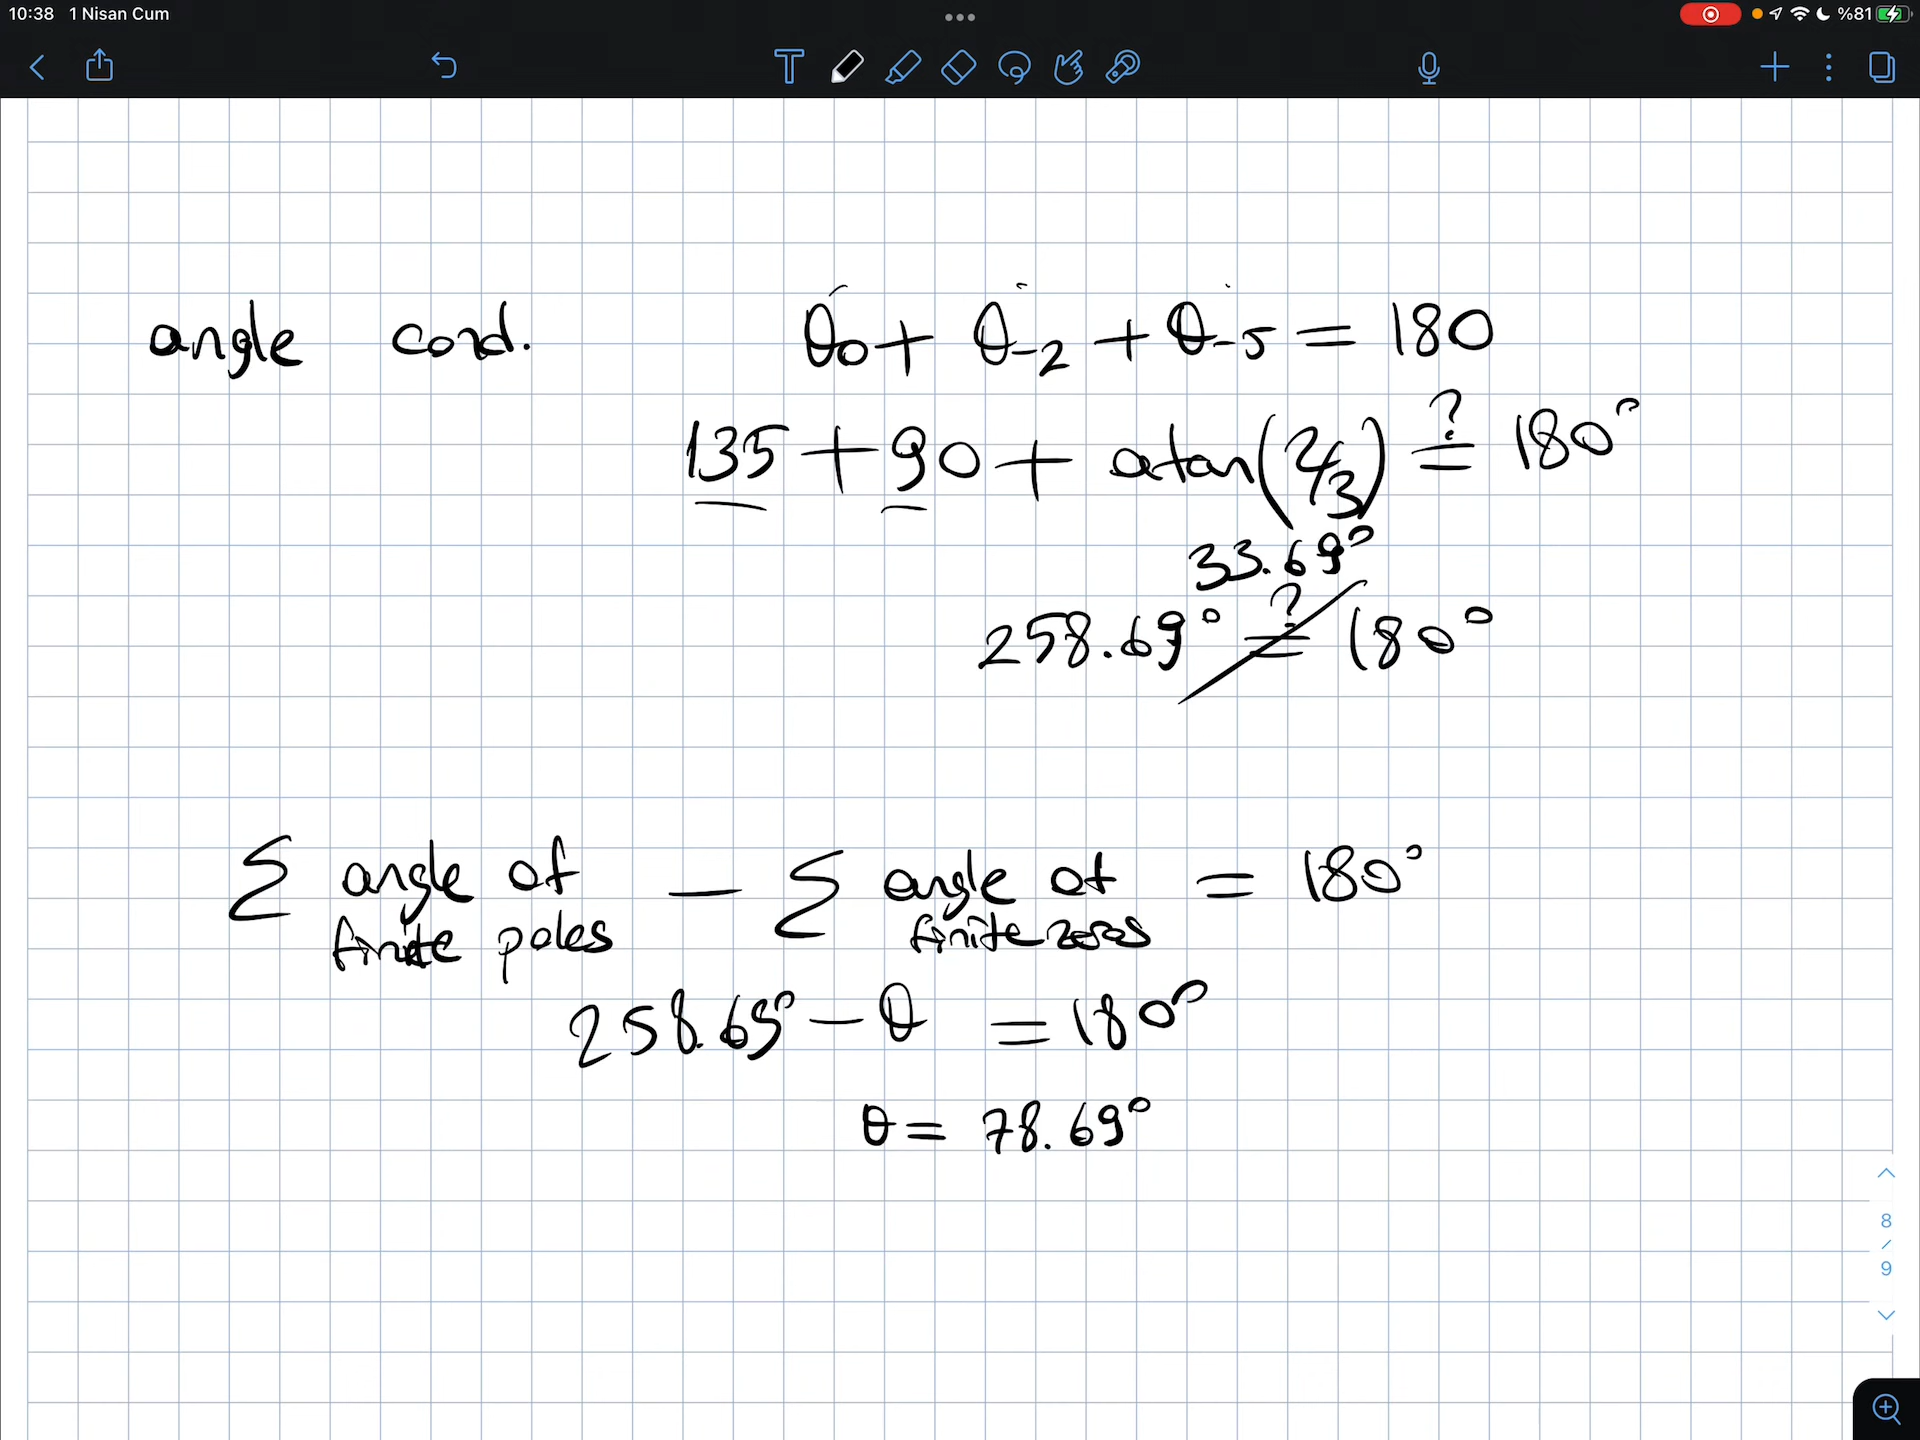 10:38 1 Nisan Cum %81
T
angle cond. θ0 + θ-2 + θ-5 = 180
135 + 90 + atan(2/3) ?= 180°
33.69°
258.69° ?= 180°
Σ angle of finite poles − Σ angle of finite zeros = 180°
258.69° − θ = 180°
θ = 78.69°
8
/
9